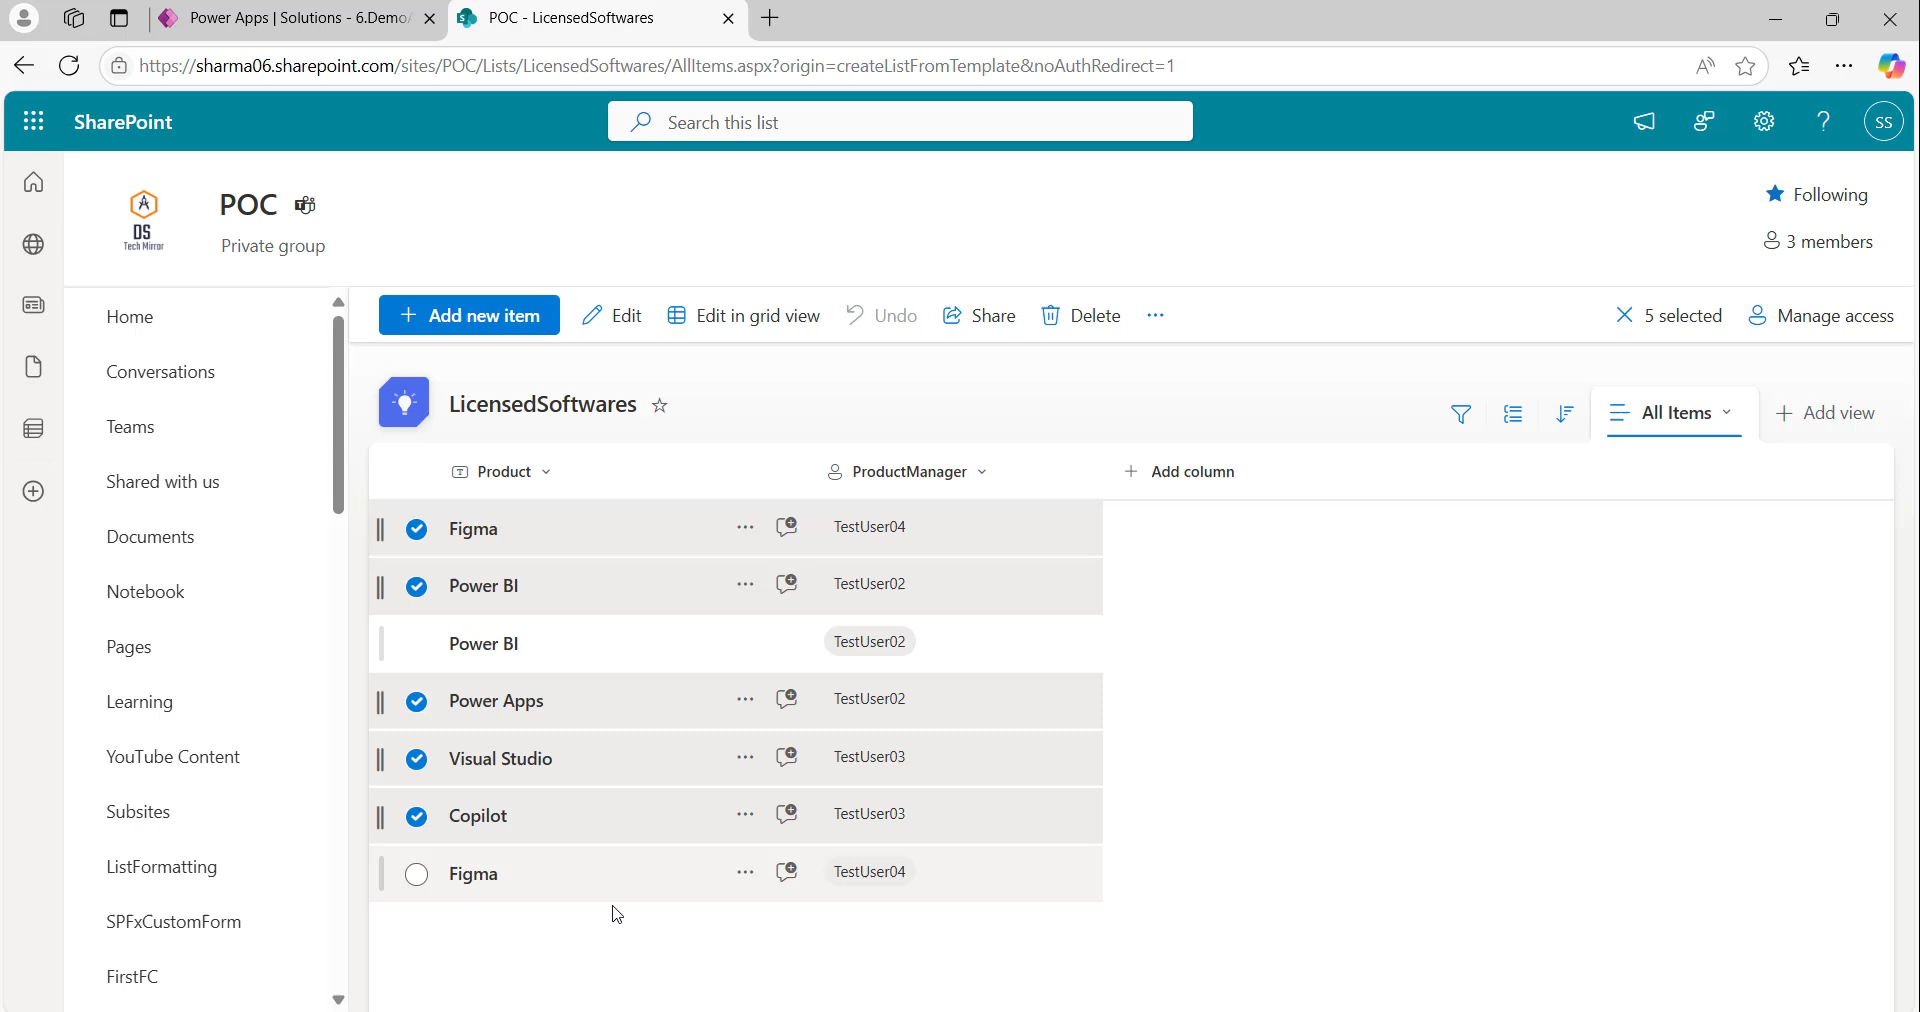 Power Apps | Solutions - 6.Demo
POC - LicensedSoftwares
https://sharma06.sharepoint.com/sites/POC/Lists/LicensedSoftwares/AllItems.aspx?origin=createListFromTemplate&noAuthRedirect=1
SharePoint
Search this list
SS
DS
Tech Mirror
POC
Private group
Following
3 members
Home
Conversations
Teams
Shared with us
Documents
Notebook
Pages
Learning
YouTube Content
Subsites
ListFormatting
SPFxCustomForm
FirstFC
Add new item
Edit
Edit in grid view
Undo
Share
Delete
5 selected
Manage access
LicensedSoftwares
All Items
Add view
Product
ProductManager
Add column
Figma TestUser04
Power BI TestUser02
Power BI TestUser02
Power Apps TestUser02
Visual Studio TestUser03
Copilot TestUser03
Figma TestUser04